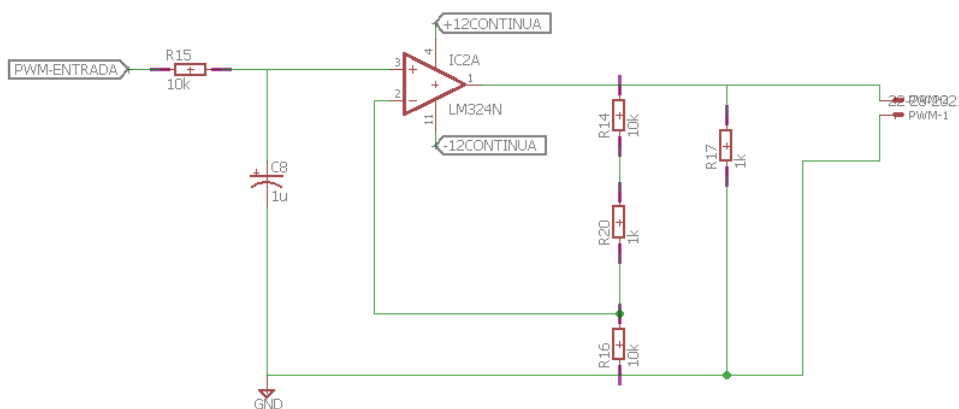 +12CONTINUA
R15
PWM-ENTRADA
10k
4
IC2A
3
+
1
2
-
LM324N
11
-12CONTINUA
R14
10k
PWM-1
R17
1k
C8
+
1u
R20
1k
R16
10k
GND